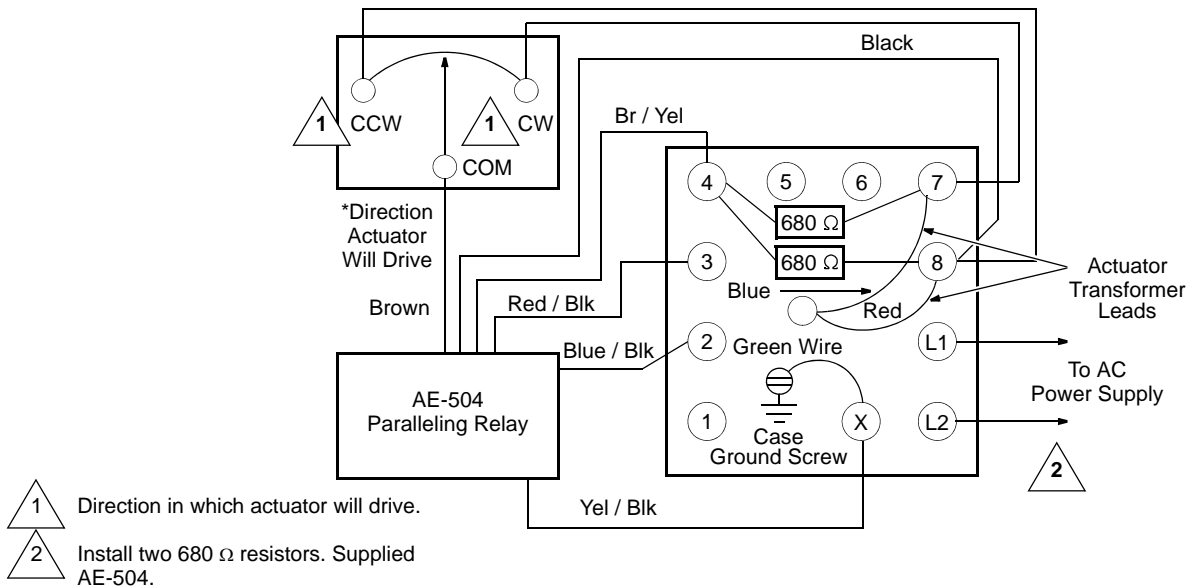 Black
Br / Yel
1
CCW
1
CW
COM
4
5
6
7
*Direction
Actuator
Will Drive
680 Ω
680 Ω
3
8
Blue
Red
Actuator
Transformer
Leads
Brown
Red / Blk
Blue / Blk
2
Green Wire
L1
To AC
Power Supply
AE-504
Paralleling Relay
1
Case
Ground Screw
X
L2
2
Yel / Blk
1
Direction in which actuator will drive.
2
Install two 680 Ω resistors. Supplied
AE-504.